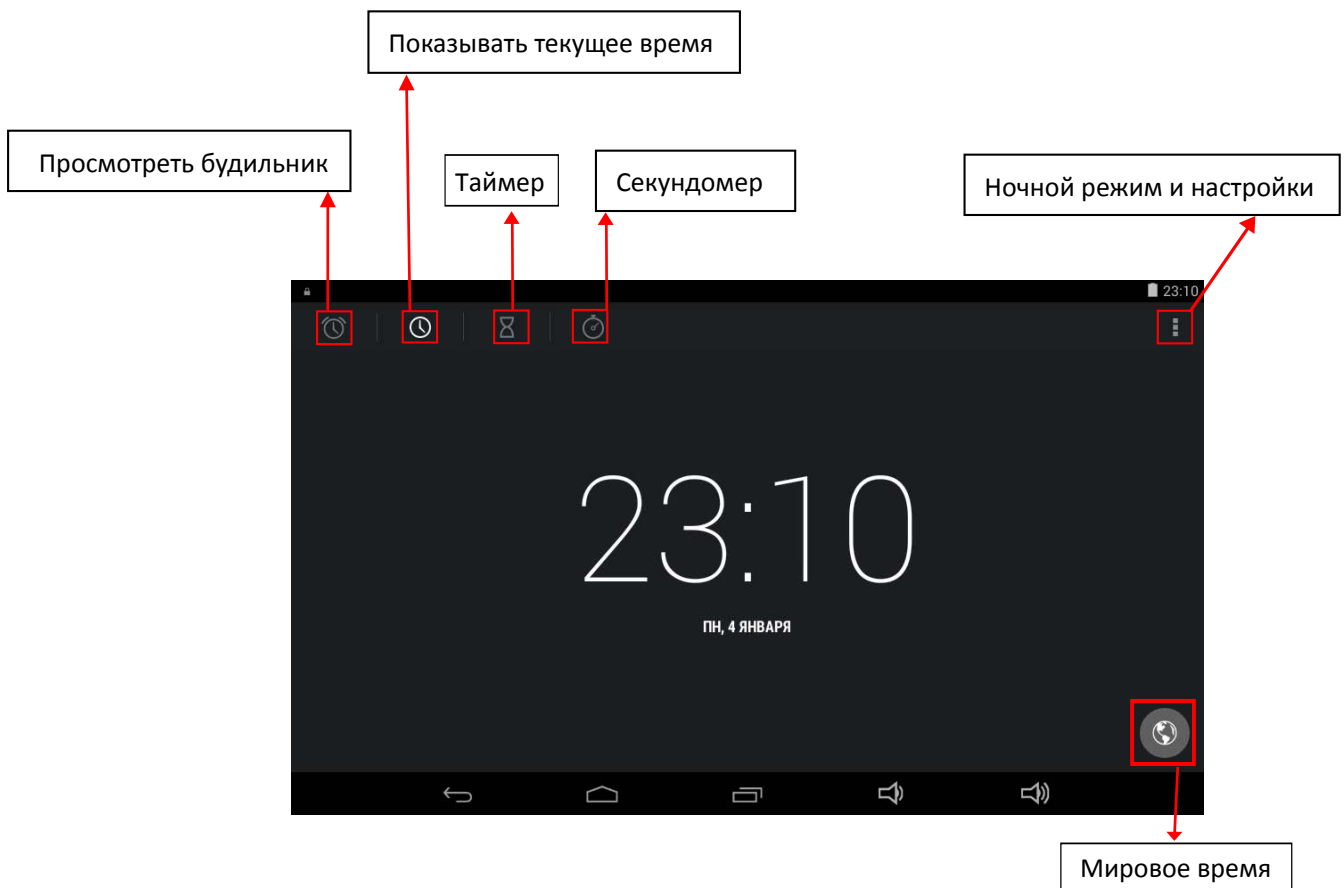 Показывать текущее время
Просмотреть будильник
Таймер
Секундомер
Ночной режим и настройки
23:10
23:10
ПН, 4 ЯНВАРЯ
Мировое время